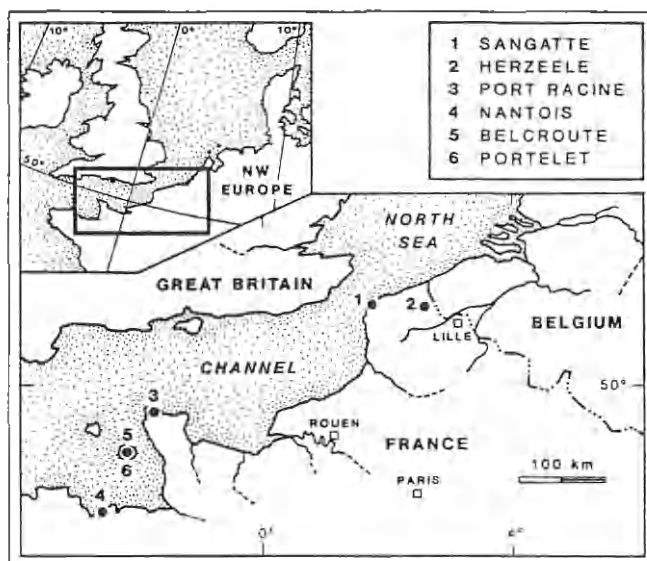 10°
0°
10°
50°
NW
EUROPE
1 SANGATTE
2 HERZEELE
3 PORT RACINE
4 NANTOIS
5 BELCROUTE
6 PORTELET
NORTH
SEA
GREAT BRITAIN
1
2
LILLE
BELGIUM
CHANNEL
50°
3
ROUEN
FRANCE
5
6
100 km
PARIS
4
0°
4°